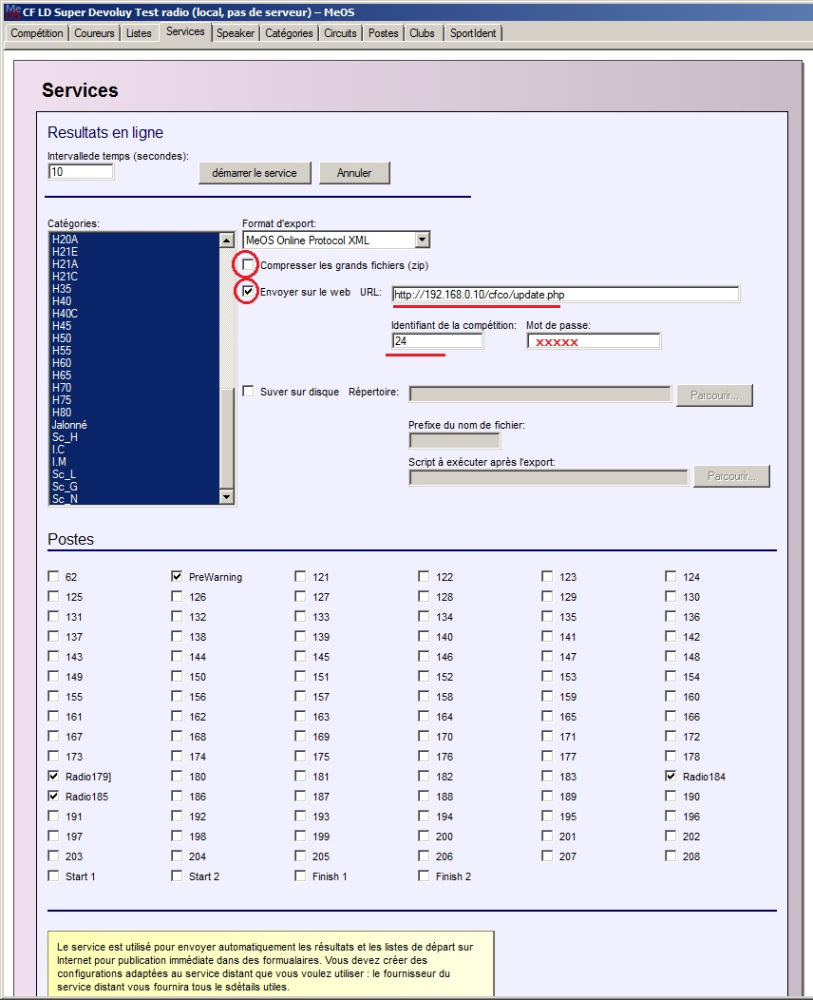 CF LD Super Devoluy Test radio (local, pas de serveur) – MeOS
Compétition Coureurs Listes Services Speaker Catégories Circuits Postes Clubs SportIdent
Services
Resultats en ligne
Intervallede temps (secondes):
10 démarrer le service Annuler
Catégories: Format d'export:
H20A
H21E MeOS Online Protocol XML
H21A
H21C Compresser les grands fichiers (zip)
H35
H40 Envoyer sur le web URL: http://192.168.0.10/cfco/update.php
H40C
H45 Identifiant de la compétition: Mot de passe:
H50 24 xxxxx
H55
H60
H65
H70 Suver sur disque Répertoire: Parcourir...
H75
H80
Jalonné Prefixe du nom de fichier:
Sc_H
I.C
I.M Script à exécuter après l'export:
Sc_L Parcourir...
Sc_G
Sc_N
Postes
62 PreWarning 121 122 123 124
125 126 127 128 129 130
131 132 133 134 135 136
137 138 139 140 141 142
143 144 145 146 147 148
149 150 151 152 153 154
155 156 157 158 159 160
161 162 163 164 165 166
167 168 169 170 171 172
173 174 175 176 177 178
Radio179] 180 181 182 183 Radio184
Radio185 186 187 188 189 190
191 192 193 194 195 196
197 198 199 200 201 202
203 204 205 206 207 208
Start 1 Start 2 Finish 1 Finish 2
Le service est utilisé pour envoyer automatiquement les résultats et les listes de départ sur
Internet pour publication immédiate dans des formualaires. Vous devez créer des
configurations adaptées au service distant que vous voulez utiliser : le fournisseur du
service distant vous fournira tous le sdétails utiles.